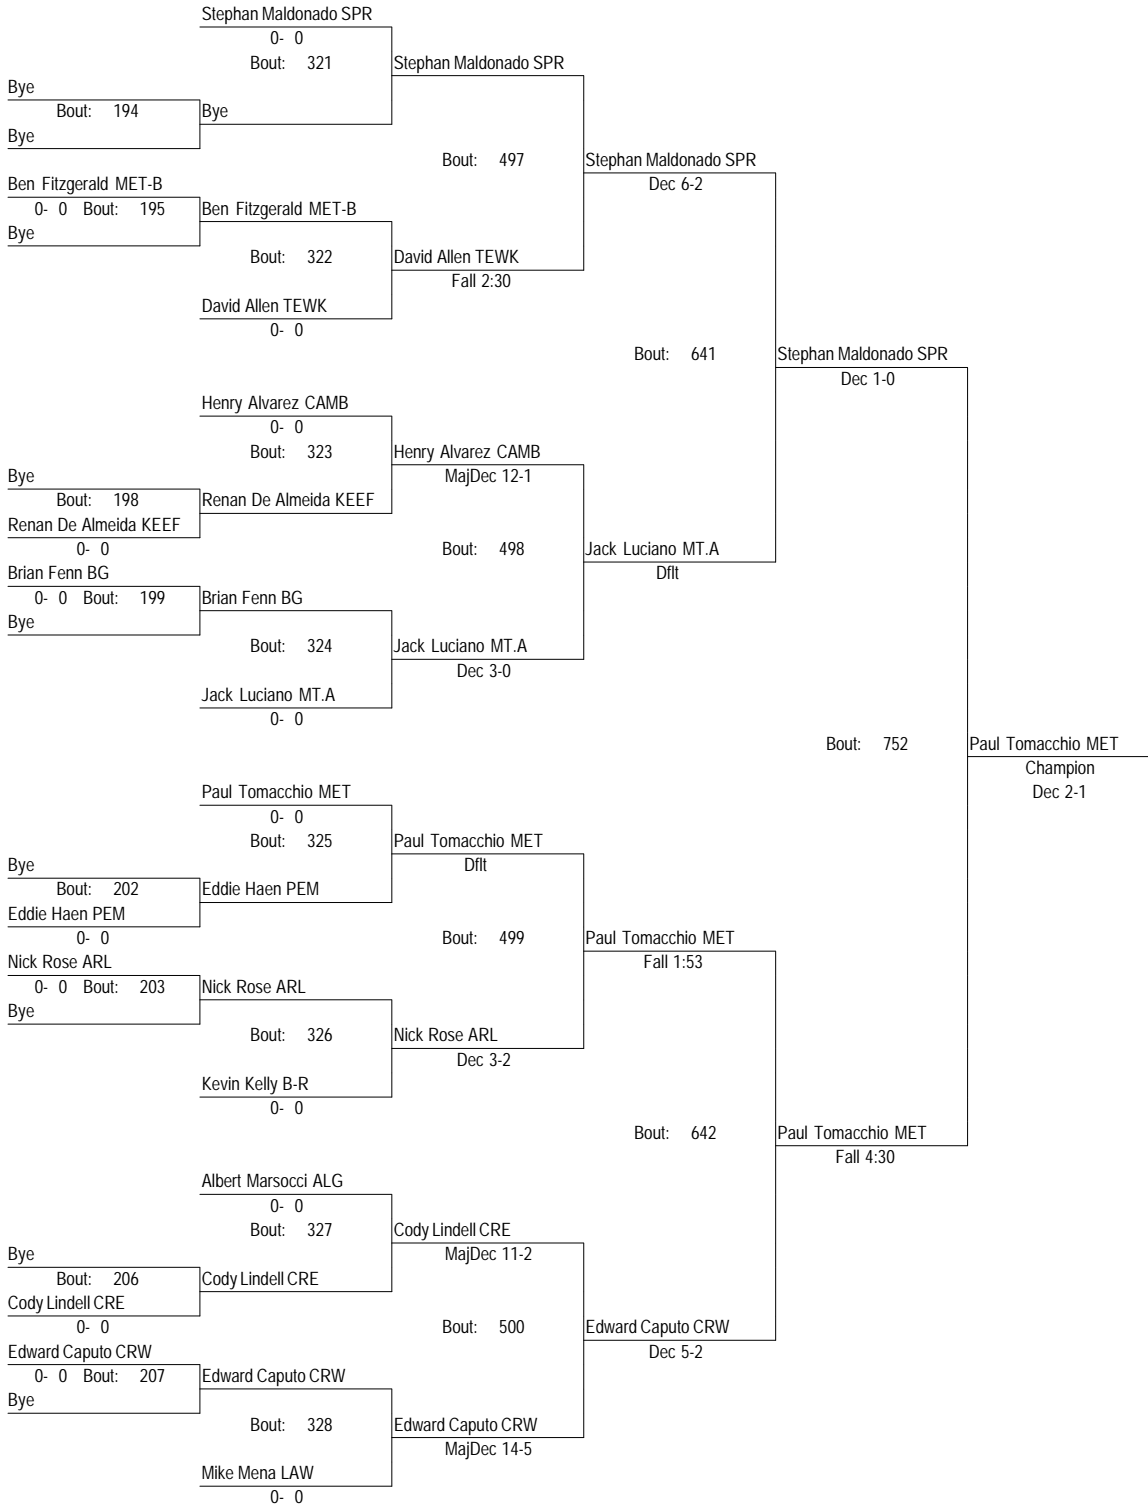 Stephan Maldonado SPR
0- 0
Bout: 321
Stephan Maldonado SPR
Bye
Bout: 194
Bye
Bye
Bout: 497
Stephan Maldonado SPR
Dec 6-2
Ben Fitzgerald MET-B
0- 0 Bout: 195
Ben Fitzgerald MET-B
Bye
Bout: 322
David Allen TEWK
Fall 2:30
David Allen TEWK
0- 0
Bout: 641
Stephan Maldonado SPR
Dec 1-0
Henry Alvarez CAMB
0- 0
Bout: 323
Henry Alvarez CAMB
MajDec 12-1
Bye
Bout: 198
Renan De Almeida KEEF
Renan De Almeida KEEF
0- 0
Bout: 498
Jack Luciano MT.A
Dflt
Brian Fenn BG
0- 0 Bout: 199
Brian Fenn BG
Bye
Bout: 324
Jack Luciano MT.A
Dec 3-0
Jack Luciano MT.A
0- 0
Bout: 752
Paul Tomacchio MET
Champion
Dec 2-1
Paul Tomacchio MET
0- 0
Bout: 325
Paul Tomacchio MET
Dflt
Bye
Bout: 202
Eddie Haen PEM
Eddie Haen PEM
0- 0
Bout: 499
Paul Tomacchio MET
Fall 1:53
Nick Rose ARL
0- 0 Bout: 203
Nick Rose ARL
Bye
Bout: 326
Nick Rose ARL
Dec 3-2
Kevin Kelly B-R
0- 0
Bout: 642
Paul Tomacchio MET
Fall 4:30
Albert Marsocci ALG
0- 0
Bout: 327
Cody Lindell CRE
MajDec 11-2
Bye
Bout: 206
Cody Lindell CRE
Cody Lindell CRE
0- 0
Bout: 500
Edward Caputo CRW
Dec 5-2
Edward Caputo CRW
0- 0 Bout: 207
Edward Caputo CRW
Bye
Bout: 328
Edward Caputo CRW
MajDec 14-5
Mike Mena LAW
0- 0